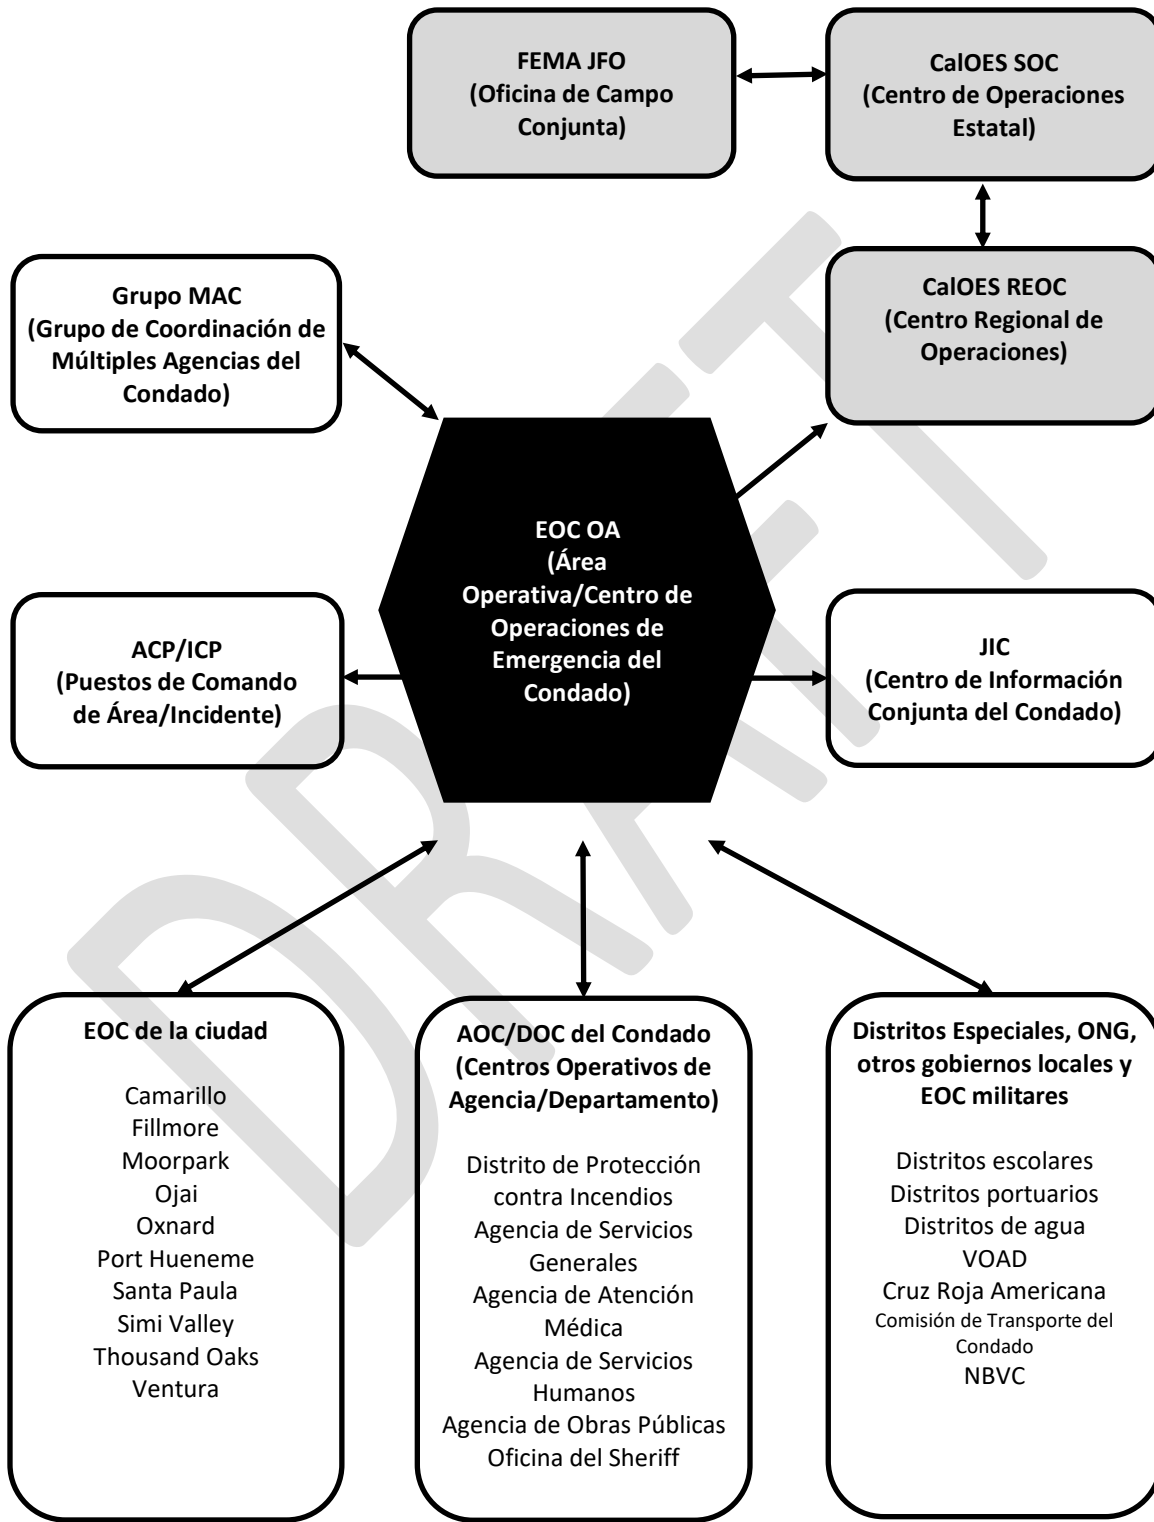 FEMA JFO
(Oficina de Campo
Conjunta)
CalOES SOC
(Centro de Operaciones
Estatal)
Grupo MAC
(Grupo de Coordinación de
Múltiples Agencias del
Condado)
CalOES REOC
(Centro Regional de
Operaciones)
EOC OA
(Área
Operativa/Centro de
Operaciones de
Emergencia del
Condado)
ACP/ICP
(Puestos de Comando
de Área/Incidente)
JIC
(Centro de Información
Conjunta del Condado)
DRAFT
EOC de la ciudad
Camarillo
Fillmore
Moorpark
Ojai
Oxnard
Port Hueneme
Santa Paula
Simi Valley
Thousand Oaks
Ventura
AOC/DOC del Condado
(Centros Operativos de
Agencia/Departamento)
Distrito de Protección
contra Incendios
Agencia de Servicios
Generales
Agencia de Atención
Médica
Agencia de Servicios
Humanos
Agencia de Obras Públicas
Oficina del Sheriff
Distritos Especiales, ONG,
otros gobiernos locales y
EOC militares
Distritos escolares
Distritos portuarios
Distritos de agua
VOAD
Cruz Roja Americana
Comisión de Transporte del
Condado
NBVC